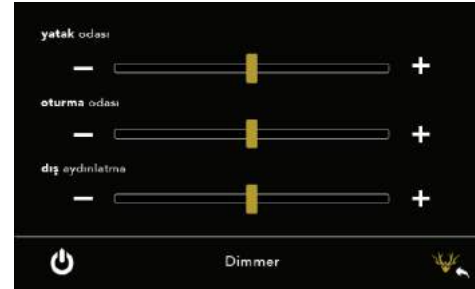 yatak odası
oturma odası
dış aydınlatma
Dimmer